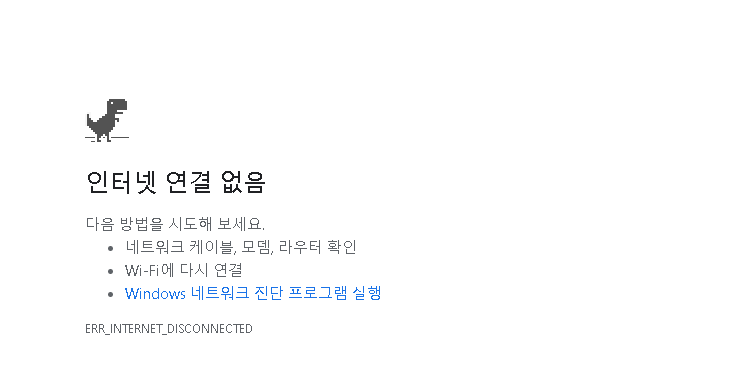 인터넷 연결 없음
다음 방법을 시도해 보세요.
네트워크 케이블, 모뎀, 라우터 확인
Wi-Fi에 다시 연결
Windows 네트워크 진단 프로그램 실행
ERR_INTERNET_DISCONNECTED